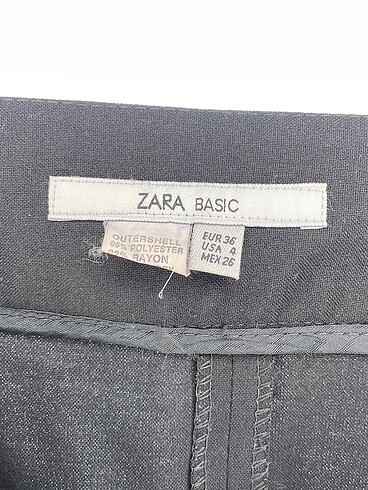 ZARA BASIC
OUTERSHELL
POLYESTER
RAYON
EUR 36
USA 4
MEX 26